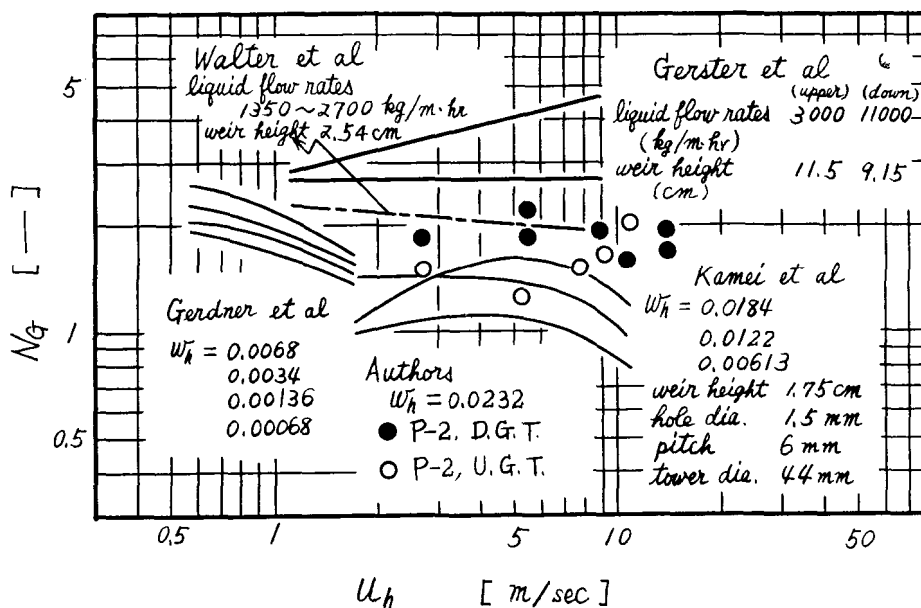 Walter et al
liquid flow rates
1350~2700 kg/m·hr
weir height 2.54 cm
Gerster et al
(upper) (down)
liquid flow rates 3000 11000
(kg/m·hr)
weir height 11.5 9.15
(cm)
5
1
0.5
N_G [—]
Gerdner et al
w_h = 0.0068
0.0034
0.00136
0.00068
Authors
w_h = 0.0232
● P-2, D.G.T.
○ P-2, U.G.T.
Kamei et al
w_h = 0.0184
0.0122
0.00613
weir height 1.75 cm
hole dia. 1.5 mm
pitch 6 mm
tower dia. 44 mm
0.5 1 5 10 50
U_h [m/sec]